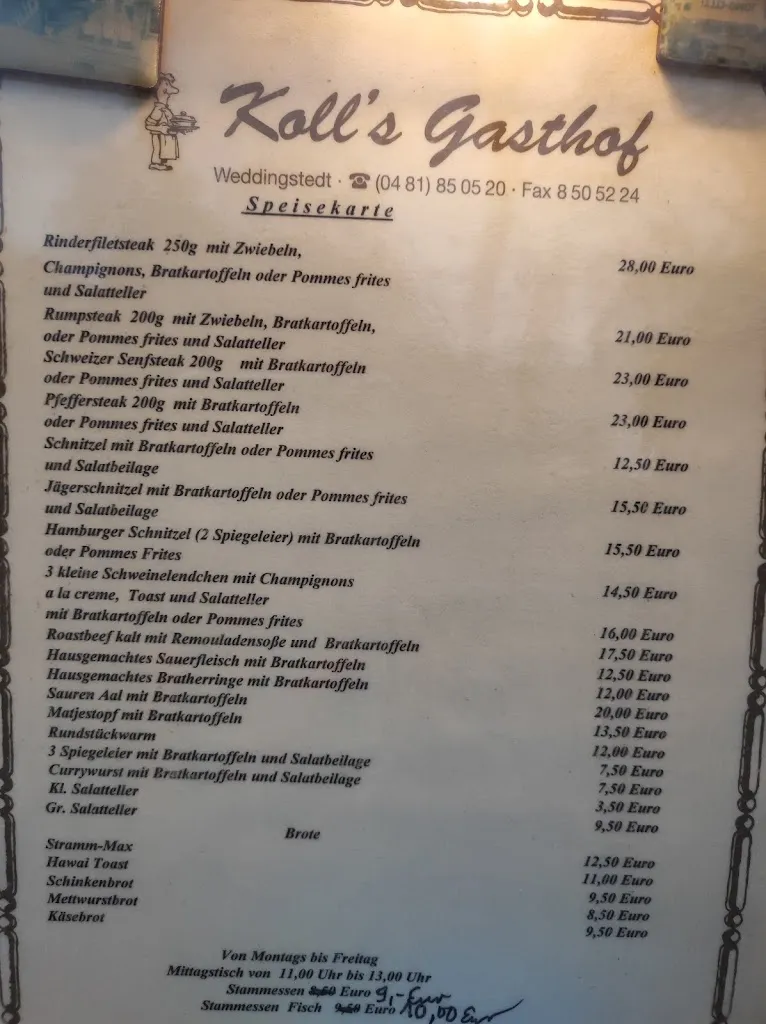 Koll's Gasthof
Weddingstedt · ☎ (04 81) 85 05 20 · Fax 8 50 52 24
Speisekarte
Rinderfiletsteak 250g mit Zwiebeln,
Champignons, Bratkartoffeln oder Pommes frites 28,00 Euro
und Salatteller
Rumpsteak 200g mit Zwiebeln, Bratkartoffeln,
oder Pommes frites und Salatteller 21,00 Euro
Schweizer Senfsteak 200g mit Bratkartoffeln
oder Pommes frites und Salatteller 23,00 Euro
Pfeffersteak 200g mit Bratkartoffeln
oder Pommes frites und Salatteller 23,00 Euro
Schnitzel mit Bratkartoffeln oder Pommes frites
und Salatbeilage 12,50 Euro
Jägerschnitzel mit Bratkartoffeln oder Pommes frites
und Salatbeilage 15,50 Euro
Hamburger Schnitzel (2 Spiegeleier) mit Bratkartoffeln
oder Pommes Frites 15,50 Euro
3 kleine Schweinelendchen mit Champignons
a la creme, Toast und Salatteller 14,50 Euro
mit Bratkartoffeln oder Pommes frites 16,00 Euro
Roastbeef kalt mit Remouladensoße und Bratkartoffeln 17,50 Euro
Hausgemachtes Sauerfleisch mit Bratkartoffeln 12,50 Euro
Hausgemachtes Bratherringe mit Bratkartoffeln 12,00 Euro
Sauren Aal mit Bratkartoffeln 20,00 Euro
Matjestopf mit Bratkartoffeln 13,50 Euro
Rundstückwarm 12,00 Euro
3 Spiegeleier mit Bratkartoffeln und Salatbeilage 7,50 Euro
Currywurst mit Bratkartoffeln und Salatbeilage 7,50 Euro
Kl. Salatteller 3,50 Euro
Gr. Salatteller 9,50 Euro
Brote
Stramm-Max 12,50 Euro
Hawai Toast 11,00 Euro
Schinkenbrot 9,50 Euro
Mettwurstbrot 8,50 Euro
Käsebrot 9,50 Euro
Von Montags bis Freitag
Mittagstisch von 11,00 Uhr bis 13,00 Uhr
Stammessen 8,50 Euro 9,- Euro
Stammessen Fisch 9,50 Euro 10,00 Euro